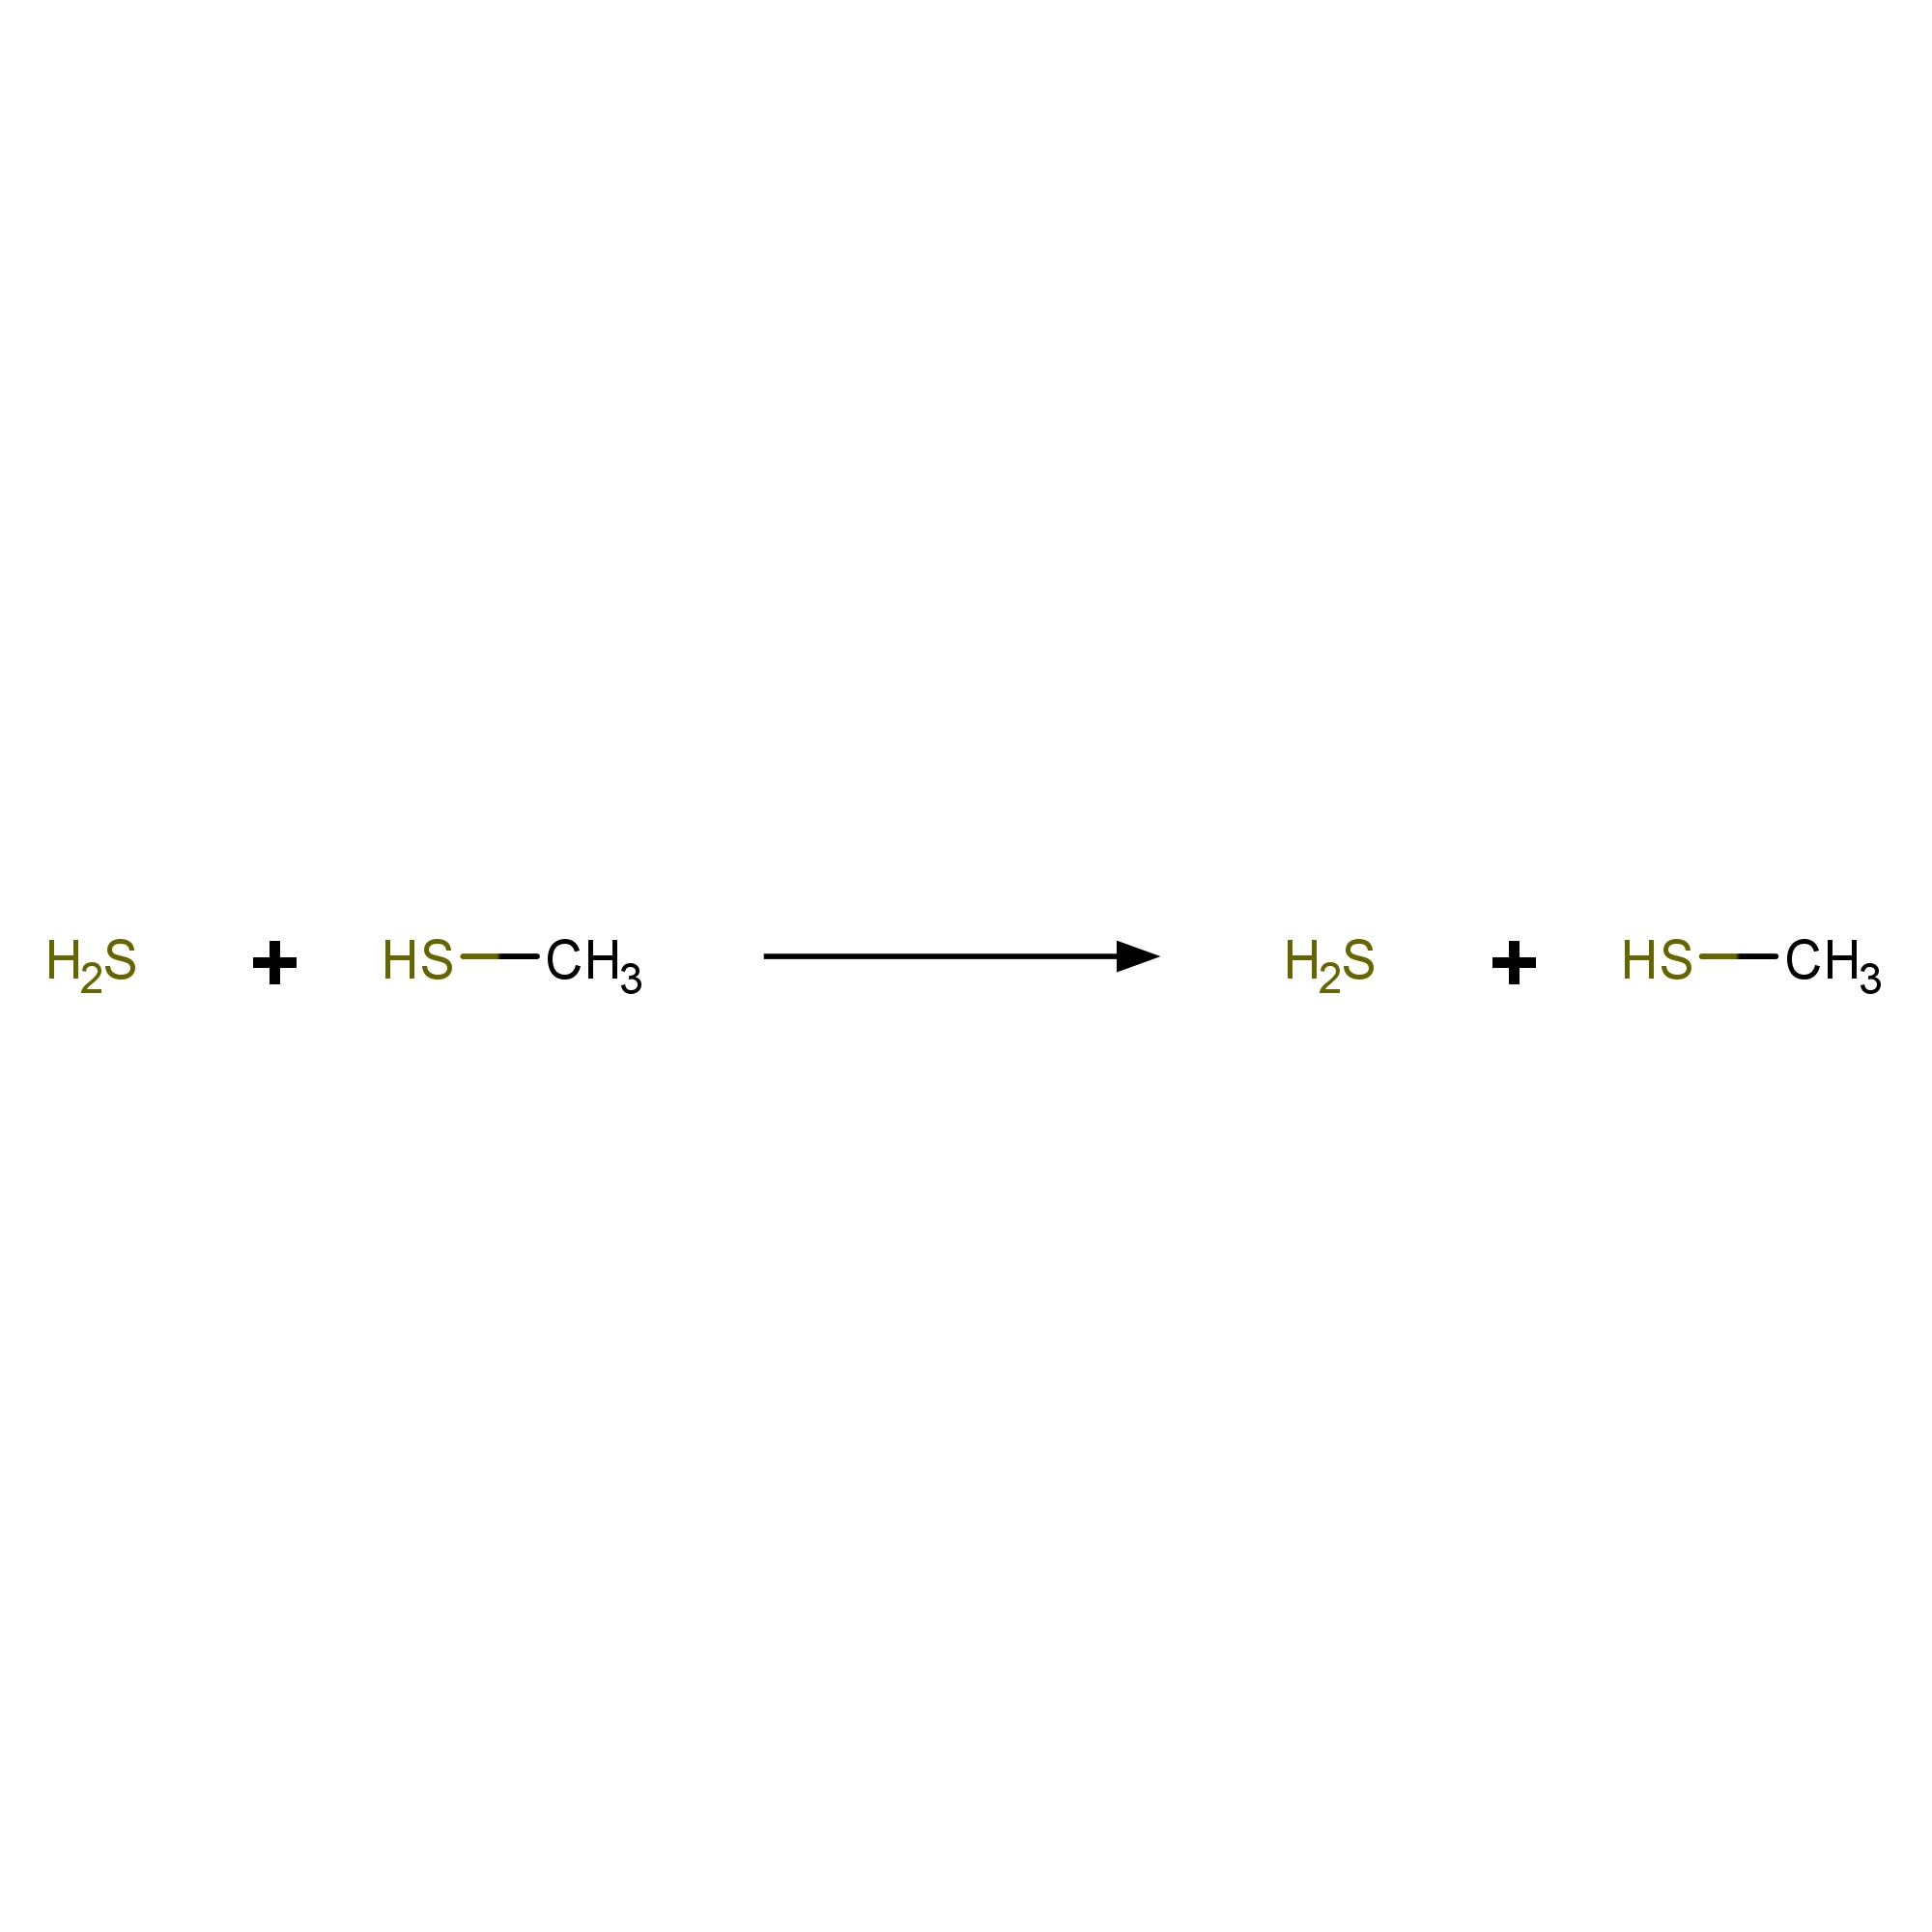 H2S + HS—CH3 → H2S + HS—CH3